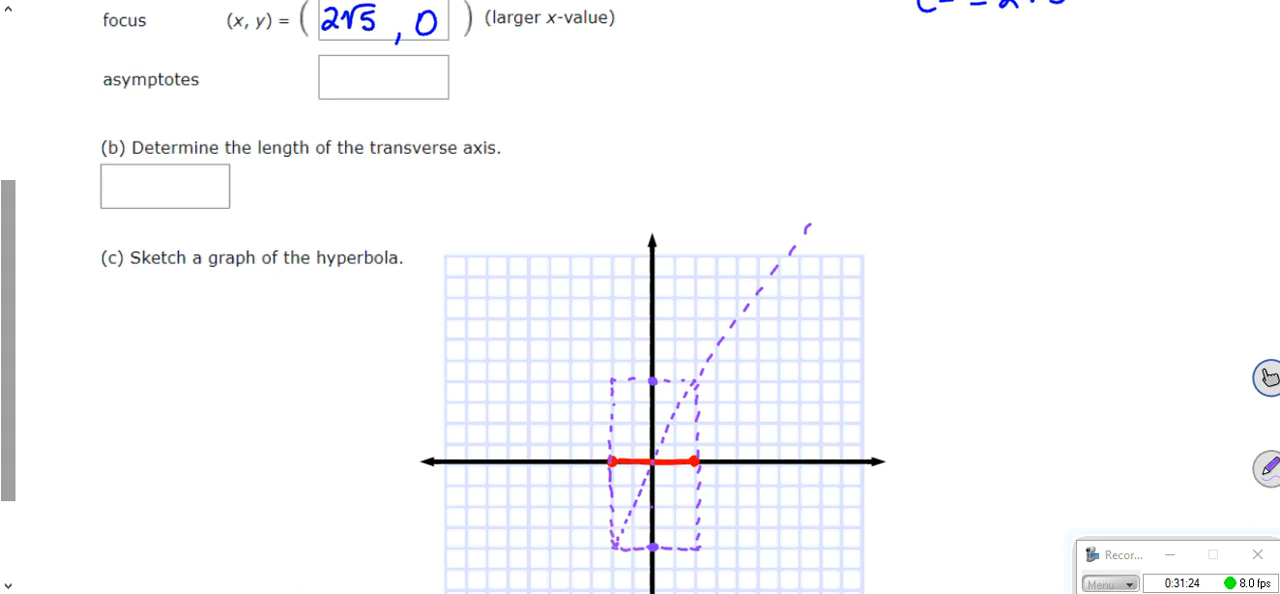 focus (x, y) = ( 2√5 , 0 ) (larger x-value)
asymptotes
(b) Determine the length of the transverse axis.
(c) Sketch a graph of the hyperbola.
Recor...
Menu 0:31:24 8.0 fps